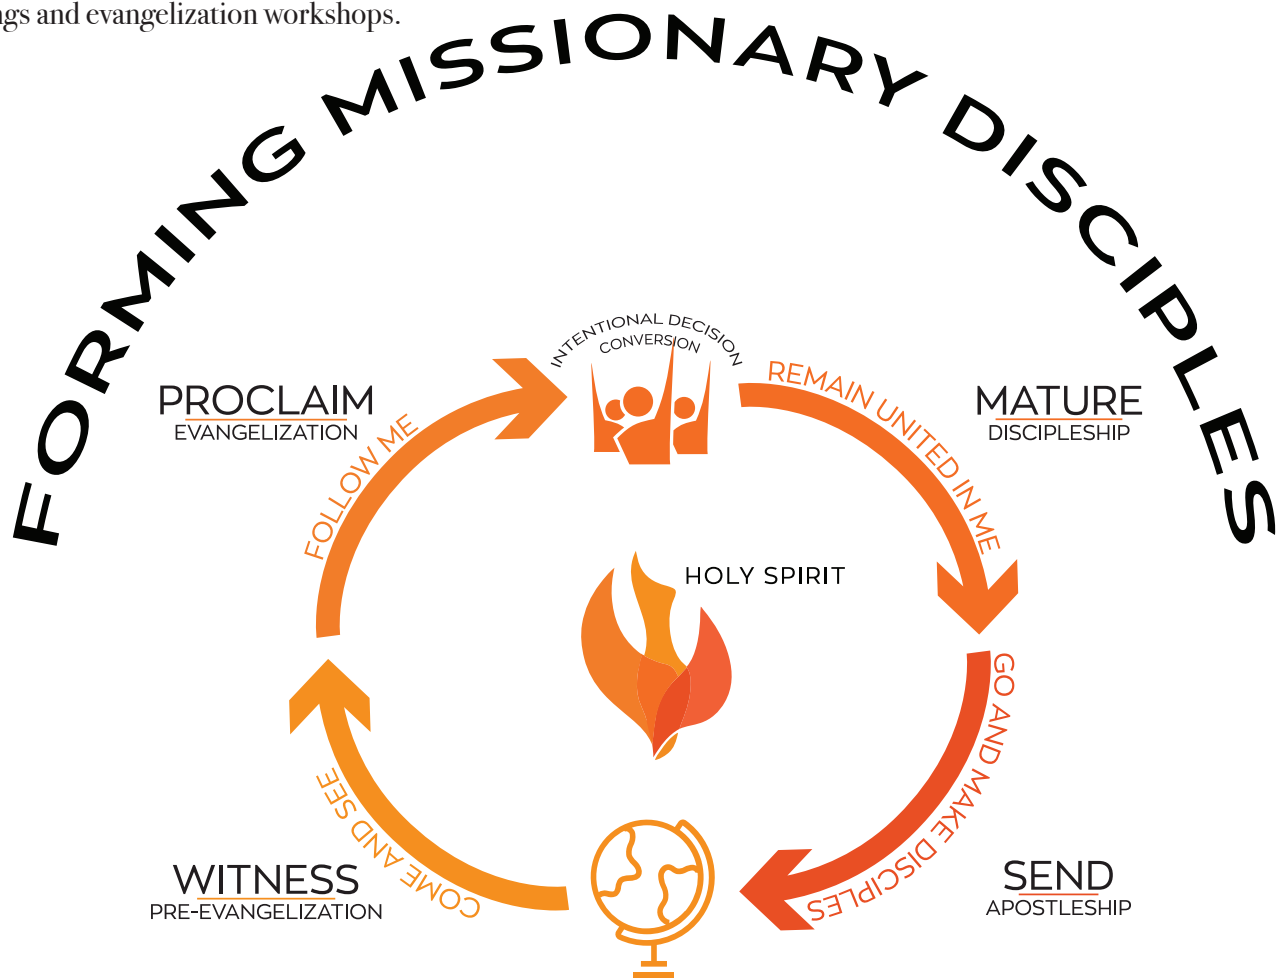 ngs and evangelization workshops.
FORMING MISSIONARY DISCIPLES
INTENTIONAL DECISION
CONVERSION
PROCLAIM
EVANGELIZATION
FOLLOW ME
REMAIN UNITED IN ME
MATURE
DISCIPLESHIP
HOLY SPIRIT
WITNESS
PRE-EVANGELIZATION
COME AND SEE
GO AND MAKE DISCIPLES
SEND
APOSTLESHIP